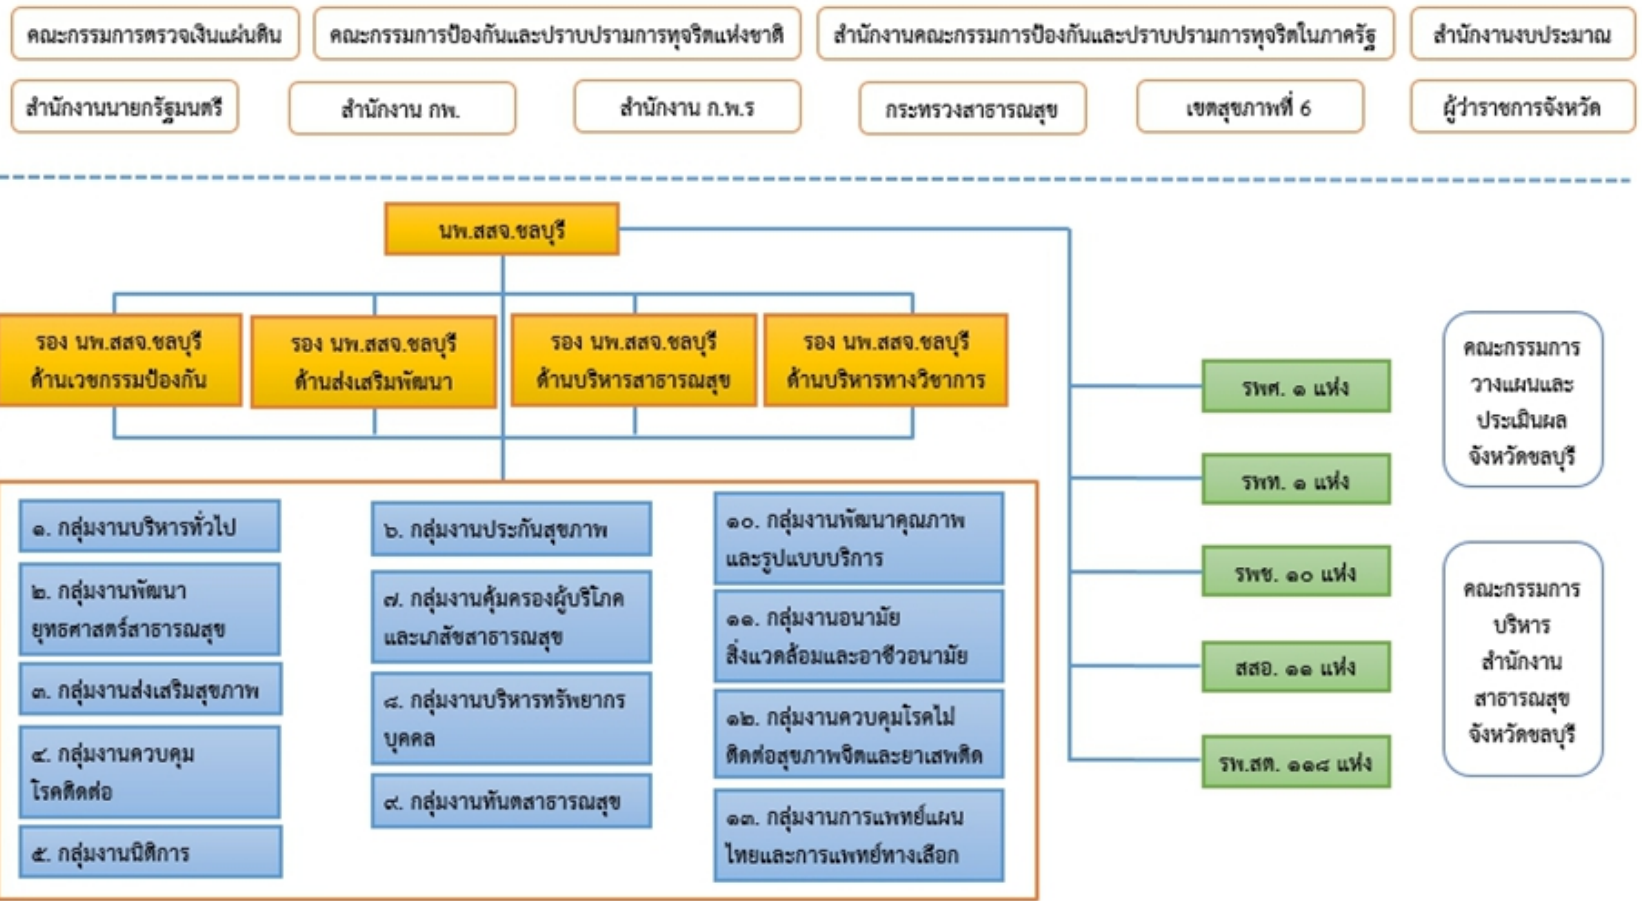 คณะกรรมการตรวจเงินแผ่นดิน
คณะกรรมการป้องกันและปราบปรามการทุจริตแห่งชาติ
สำนักงานคณะกรรมการป้องกันและปราบปรามการทุจริตในภาครัฐ
สำนักงานงบประมาณ
สำนักงานนายกรัฐมนตรี
สำนักงาน กพ.
สำนักงาน ก.พ.ร
กระทรวงสาธารณสุข
เขตสุขภาพที่ 6
ผู้ว่าราชการจังหวัด
นพ.สสจ.ชลบุรี
รอง นพ.สสจ.ชลบุรี
ด้านเวชกรรมป้องกัน
รอง นพ.สสจ.ชลบุรี
ด้านส่งเสริมพัฒนา
รอง นพ.สสจ.ชลบุรี
ด้านบริหารสาธารณสุข
รอง นพ.สสจ.ชลบุรี
ด้านบริหารทางวิชาการ
๑. กลุ่มงานบริหารทั่วไป
๒. กลุ่มงานพัฒนา
ยุทธศาสตร์สาธารณสุข
๓. กลุ่มงานส่งเสริมสุขภาพ
๔. กลุ่มงานควบคุม
โรคติดต่อ
๕. กลุ่มงานนิติการ
๖. กลุ่มงานประกันสุขภาพ
๗. กลุ่มงานคุ้มครองผู้บริโภค
และเภสัชสาธารณสุข
๘. กลุ่มงานบริหารทรัพยากร
บุคคล
๙. กลุ่มงานทันตสาธารณสุข
๑๐. กลุ่มงานพัฒนาคุณภาพ
และรูปแบบบริการ
๑๑. กลุ่มงานอนามัย
สิ่งแวดล้อมและอาชีวอนามัย
๑๒. กลุ่มงานควบคุมโรคไม่
ติดต่อสุขภาพจิตและยาเสพติด
๑๓. กลุ่มงานการแพทย์แผน
ไทยและการแพทย์ทางเลือก
รพศ. ๑ แห่ง
รพท. ๑ แห่ง
รพช. ๑๐ แห่ง
สสอ. ๑๑ แห่ง
รพ.สต. ๑๑๘ แห่ง
คณะกรรมการ
วางแผนและ
ประเมินผล
จังหวัดชลบุรี
คณะกรรมการ
บริหาร
สำนักงาน
สาธารณสุข
จังหวัดชลบุรี